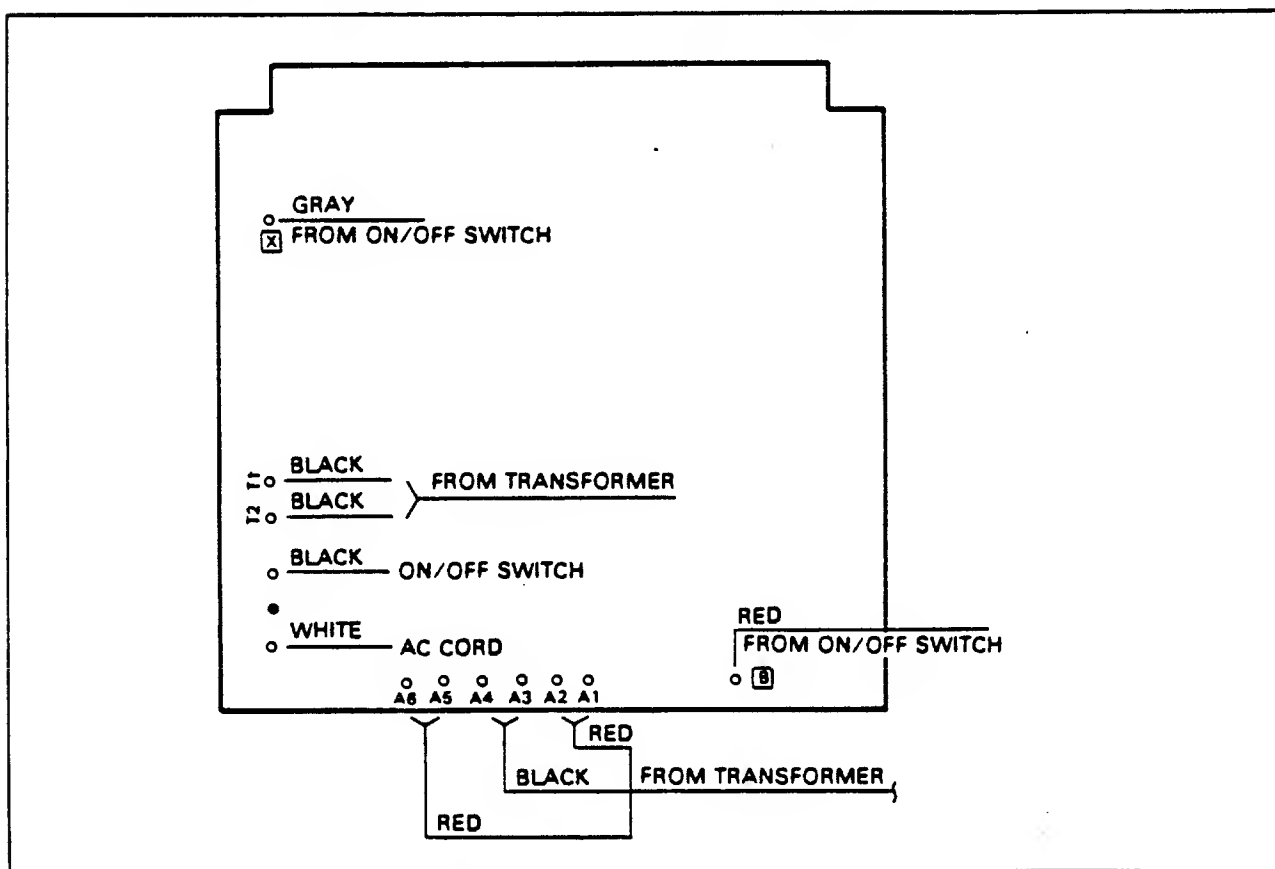 GRAY
X FROM ON/OFF SWITCH
T1 BLACK
FROM TRANSFORMER
T2 BLACK
BLACK ON/OFF SWITCH
WHITE AC CORD
RED
FROM ON/OFF SWITCH
B
A6 A5 A4 A3 A2 A1
RED
BLACK FROM TRANSFORMER
RED